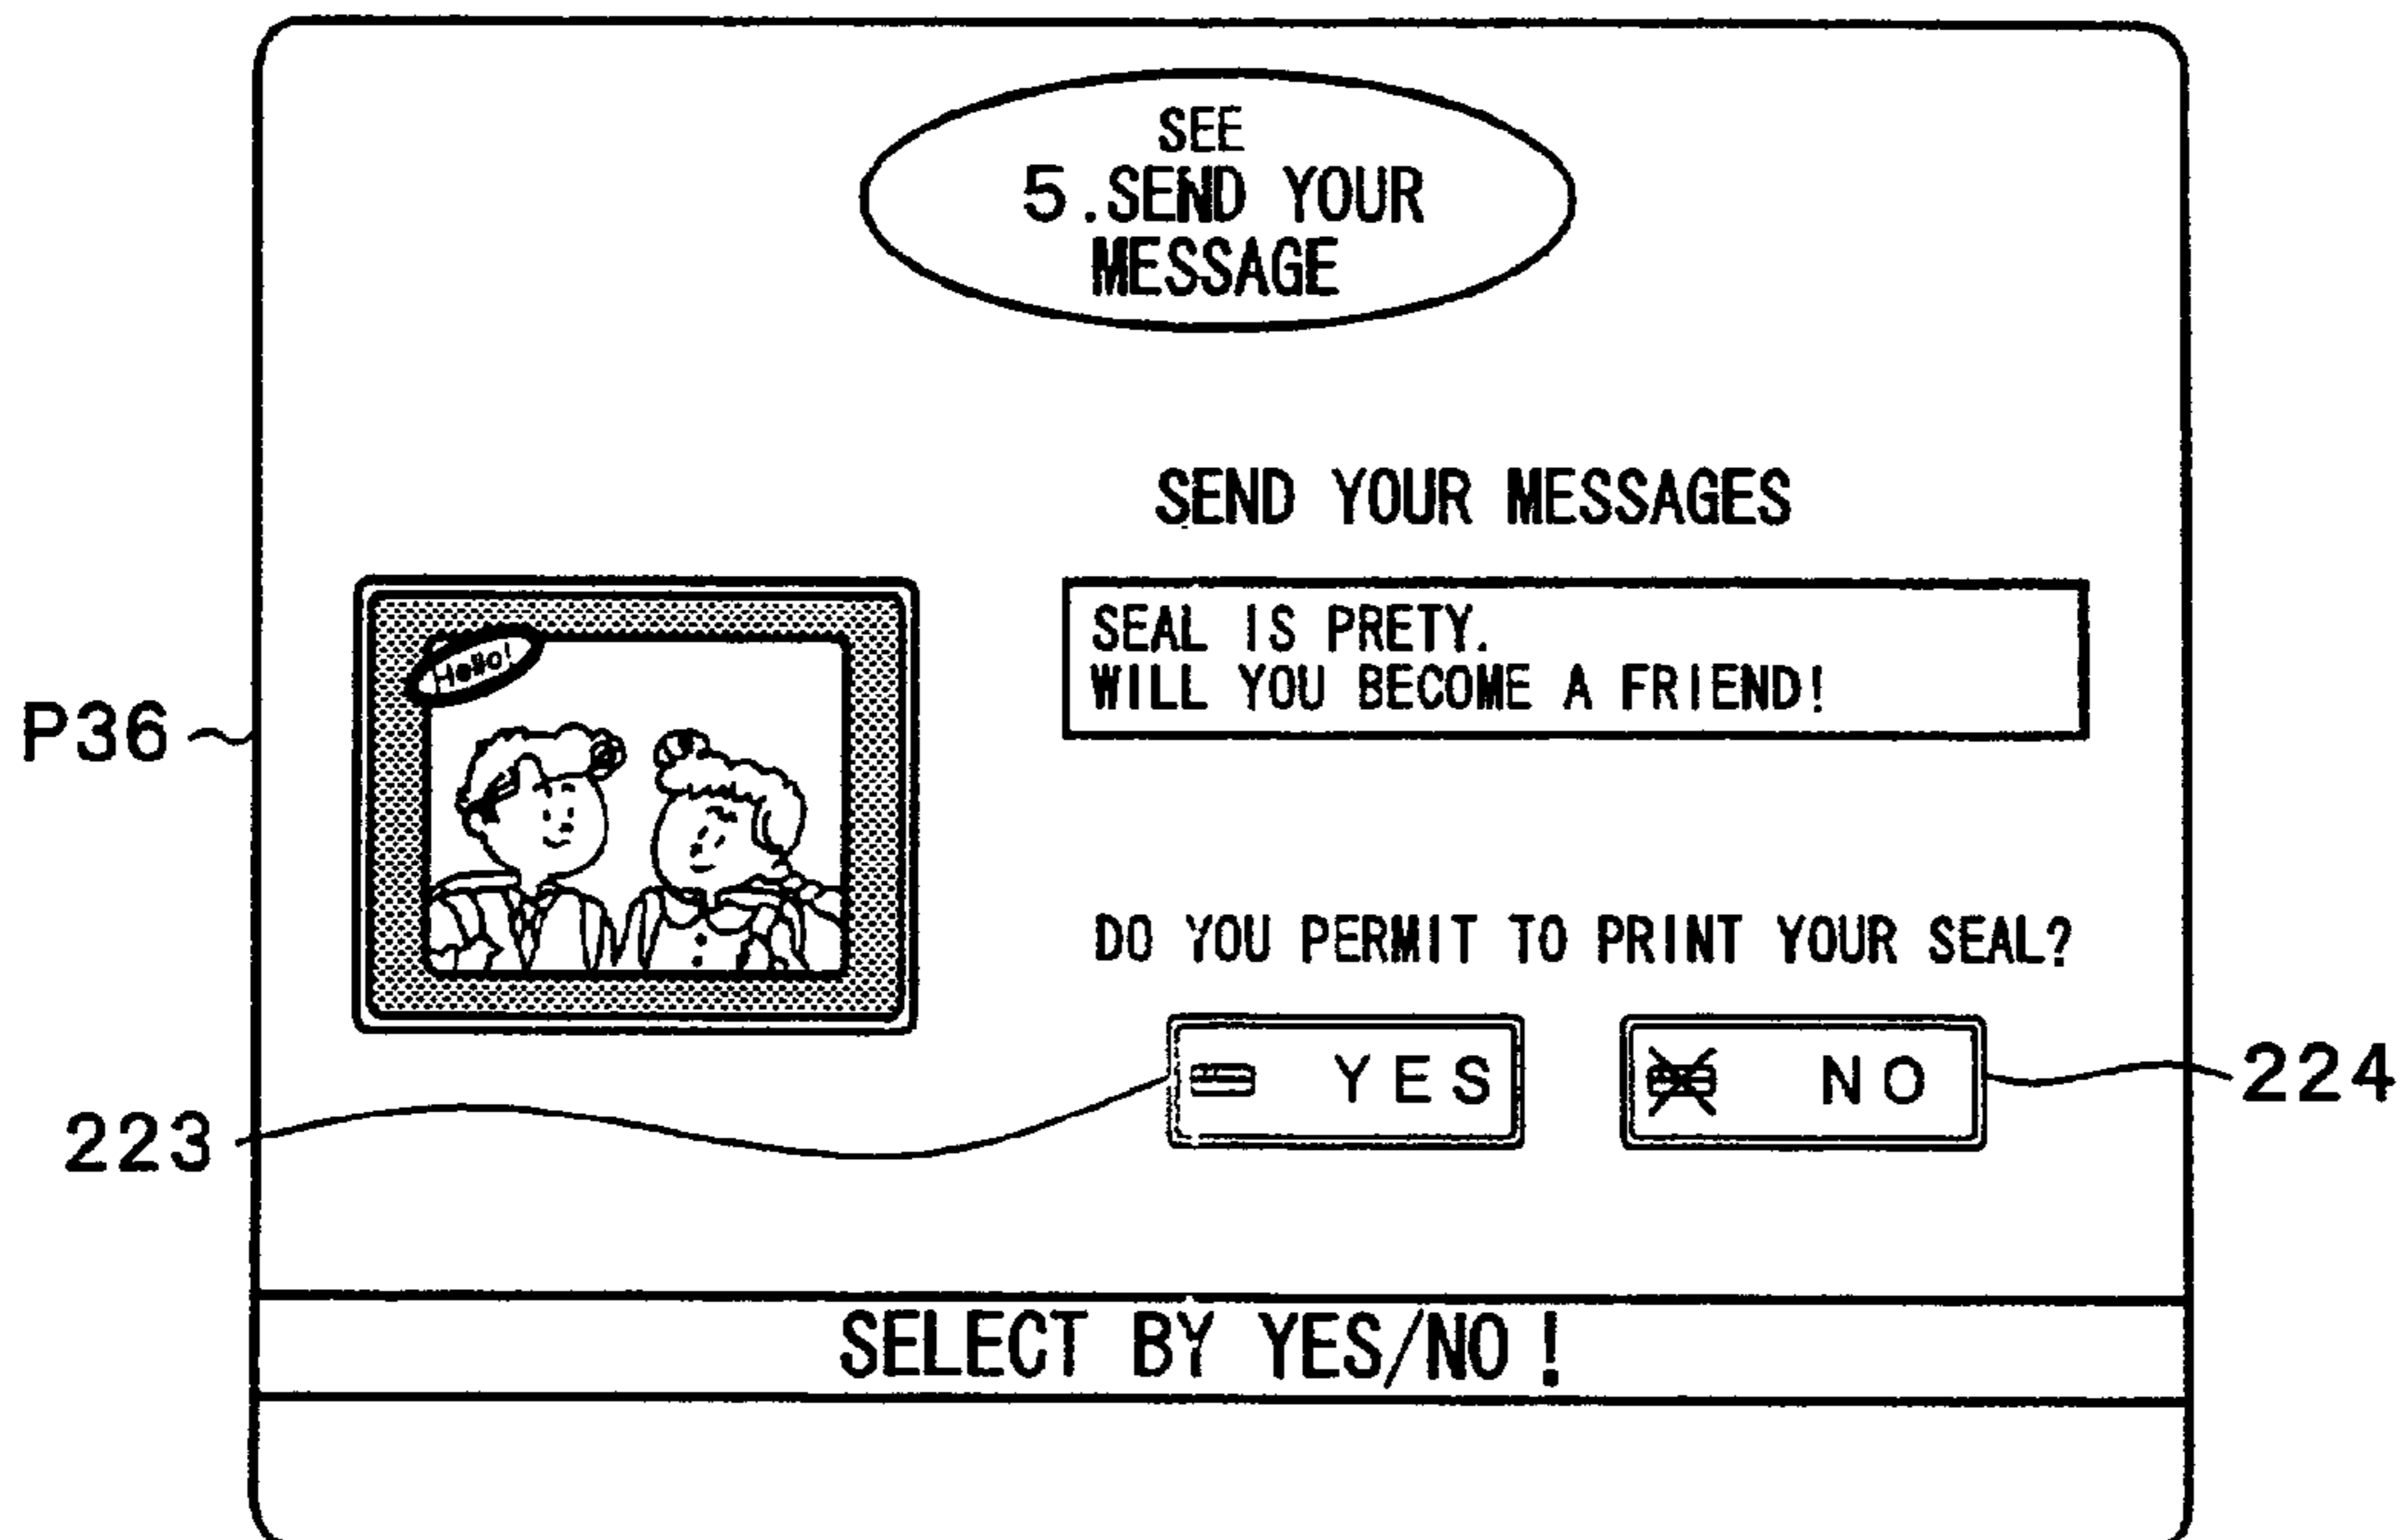 SEE
5.SEND YOUR
MESSAGE
SEND YOUR MESSAGES
SEAL IS PRETY.
WILL YOU BECOME A FRIEND!
Hello!
P36
DO YOU PERMIT TO PRINT YOUR SEAL?
YES
NO
223
224
SELECT BY YES/NO!